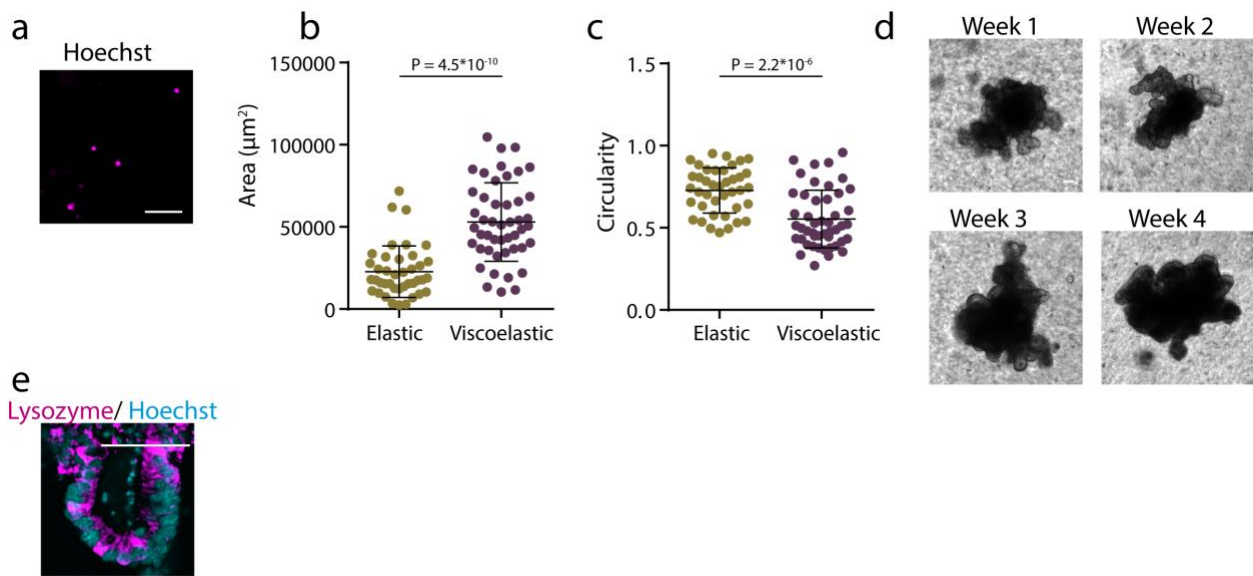 a
Hoechst
b
150000
100000
50000
0
Area (µm²)
P = 4.5*10⁻¹⁰
Elastic
Viscoelastic
c
1.5
1.0
0.5
0.0
Circularity
P = 2.2*10⁻⁶
Elastic
Viscoelastic
d
Week 1
Week 2
Week 3
Week 4
e
Lysozyme/ Hoechst